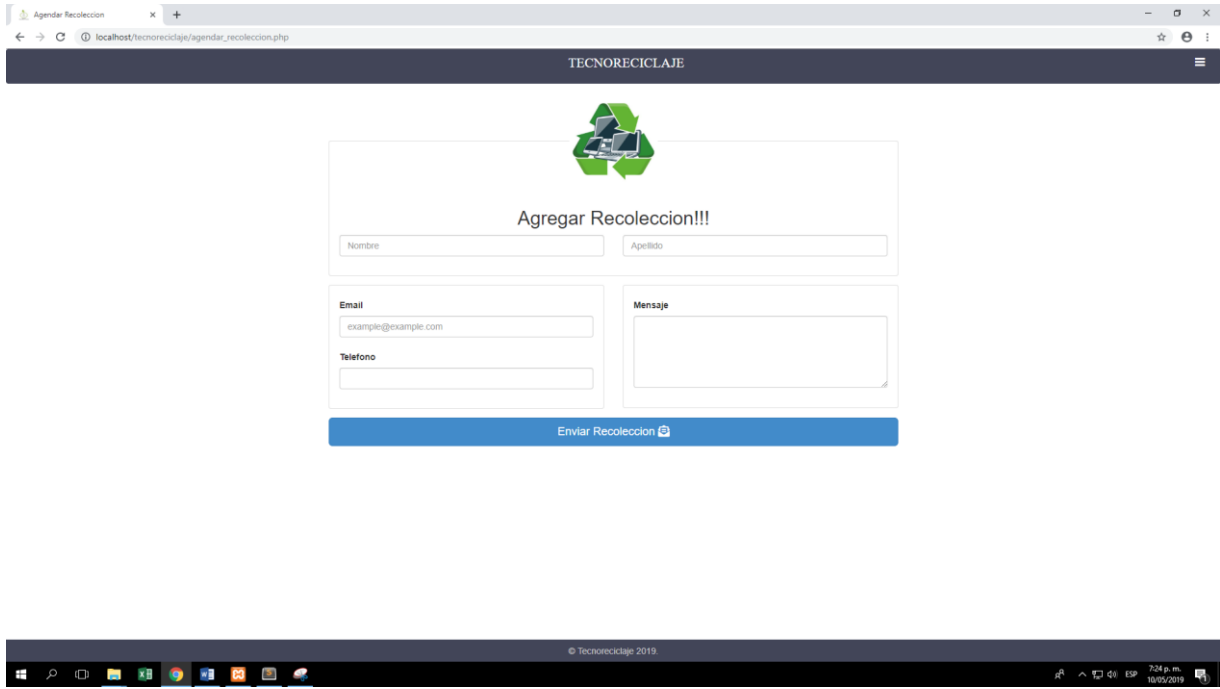 Agendar Recoleccion
localhost/tecnoreciclaje/agendar_recoleccion.php
TECNORECICLAJE
Agregar Recoleccion!!!
Nombre
Apellido
Email
example@example.com
Telefono
Mensaje
Enviar Recoleccion
© Tecnoreciclaje 2019.
ESP
7:24 p. m.
10/05/2019